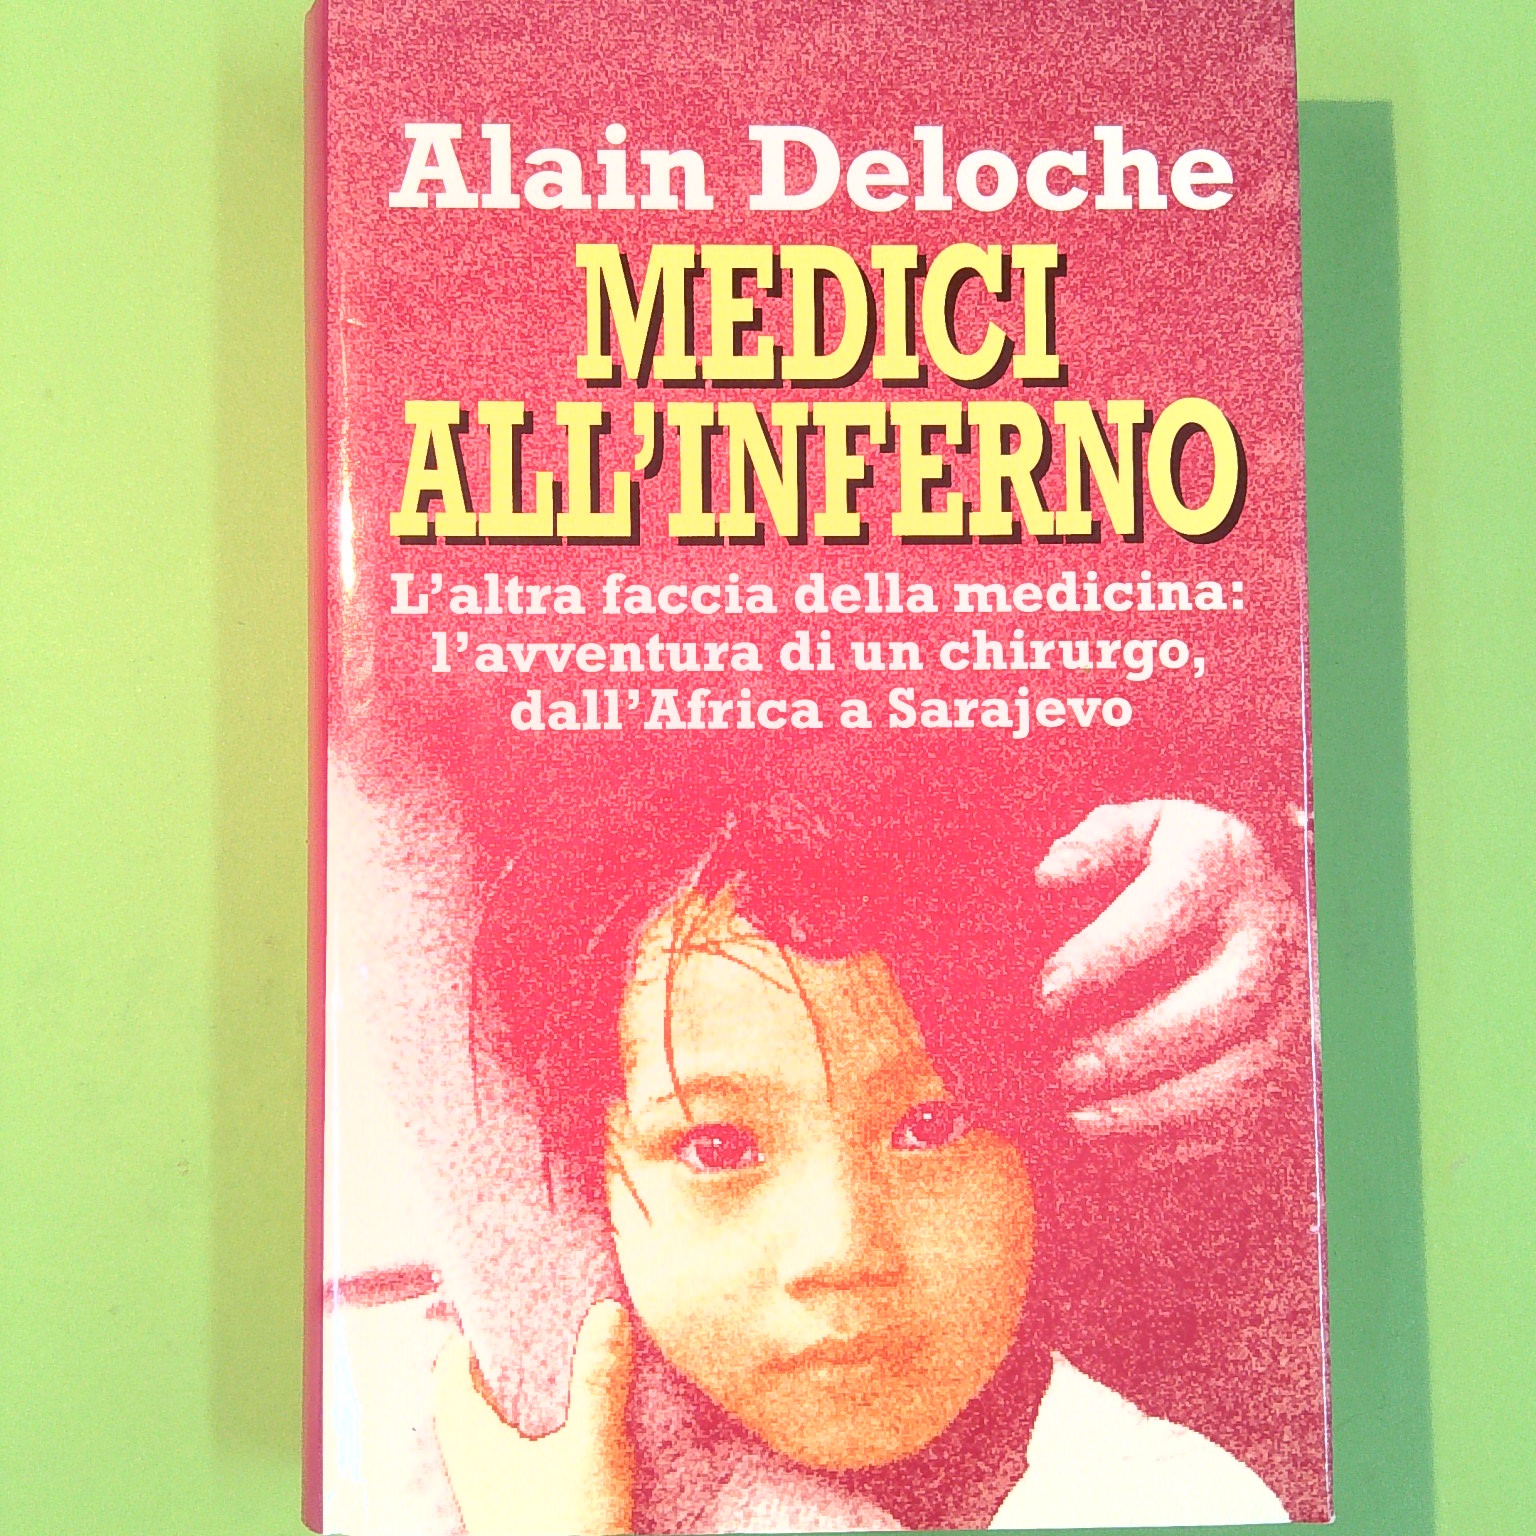 Alain Deloche
MEDICI
ALL'INFERNO
L'altra faccia della medicina:
l'avventura di un chirurgo,
dall'Africa a Sarajevo